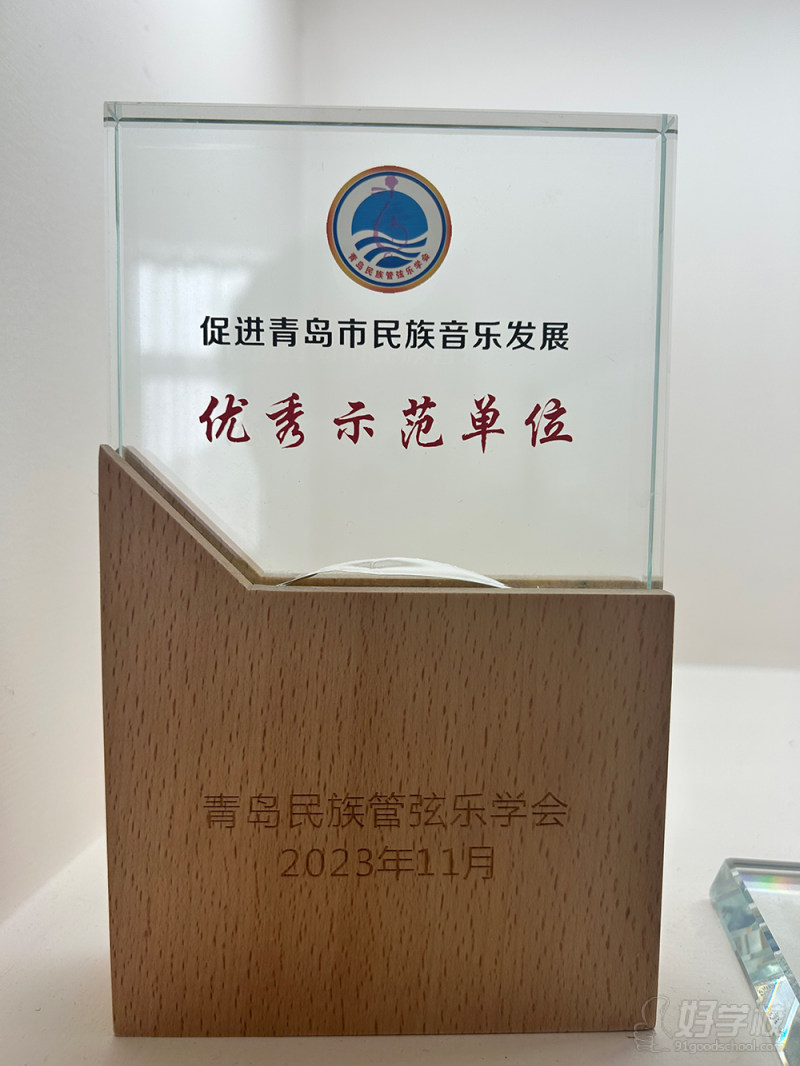 青岛民族管弦乐学会
促进青岛市民族音乐发展
优秀示范单位
青岛民族管弦乐学会
2023年11月
好学校
91goodschool.com